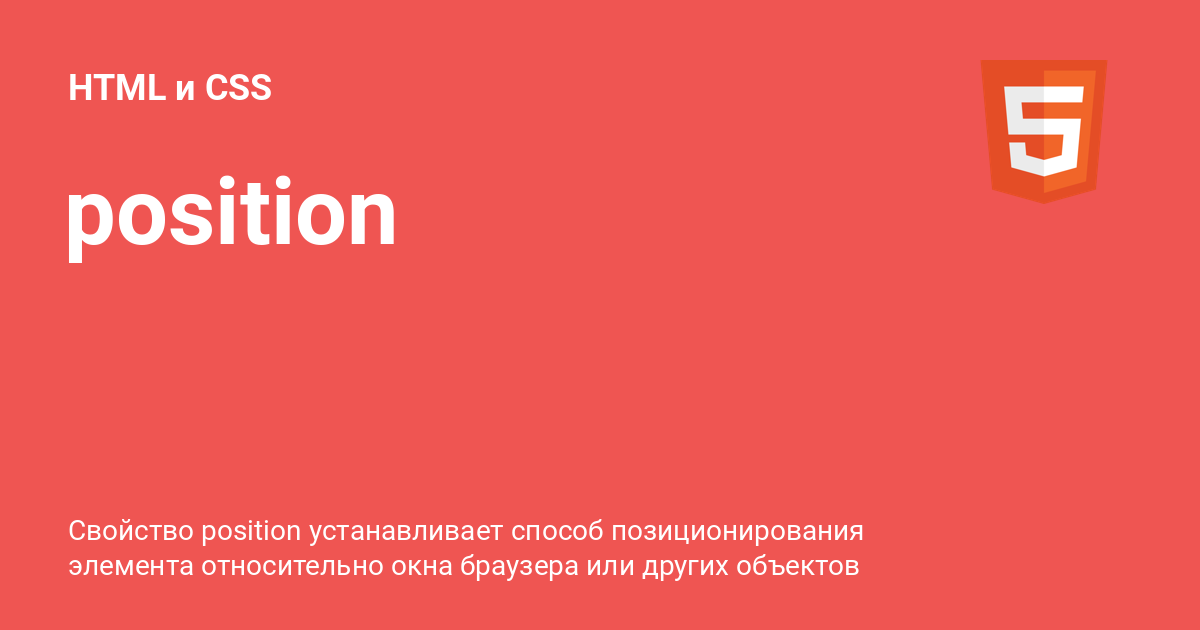 HTML и CSS
position
Свойство position устанавливает способ позиционирования
элемента относительно окна браузера или других объектов